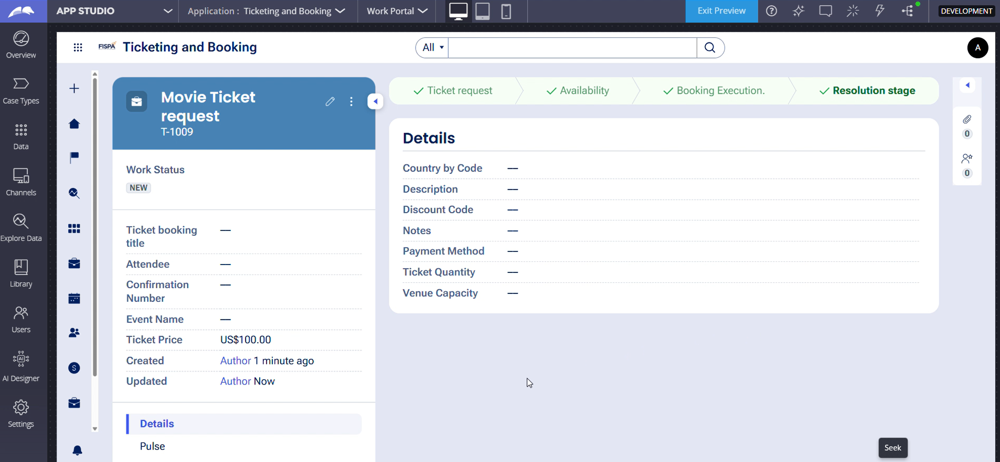 APP STUDIO
Application : Ticketing and Booking
Work Portal
Exit Preview
DEVELOPMENT
Overview
Case Types
Data
Channels
Explore Data
Library
Users
AI
AI Designer
Settings
FISPA
Ticketing and Booking
All
A
S
Movie Ticket
request
T-1009
Work Status
NEW
Ticket booking
title
—
Attendee —
Confirmation
Number
—
Event Name —
Ticket Price US$100.00
Created Author 1 minute ago
Updated Author Now
Details
Pulse
Ticket request
Availability
Booking Execution.
Resolution stage
Details
Country by Code —
Description —
Discount Code —
Notes —
Payment Method —
Ticket Quantity —
Venue Capacity —
0
0
Seek